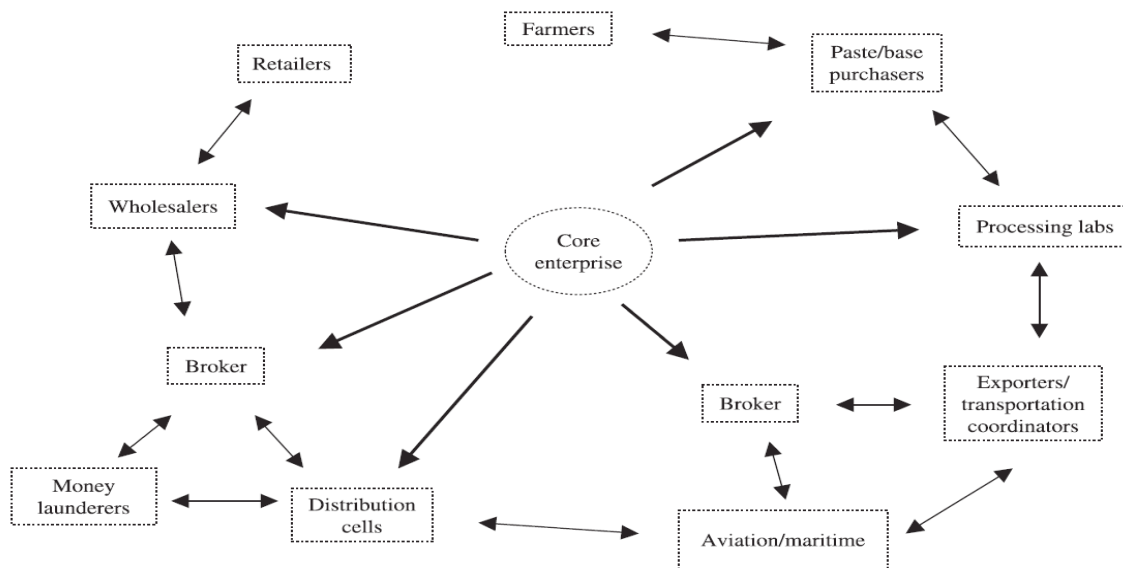 Farmers
Paste/base
purchasers
Retailers
Wholesalers
Core
enterprise
Processing labs
Broker
Broker
Exporters/
transportation
coordinators
Money
launderers
Distribution
cells
Aviation/maritime